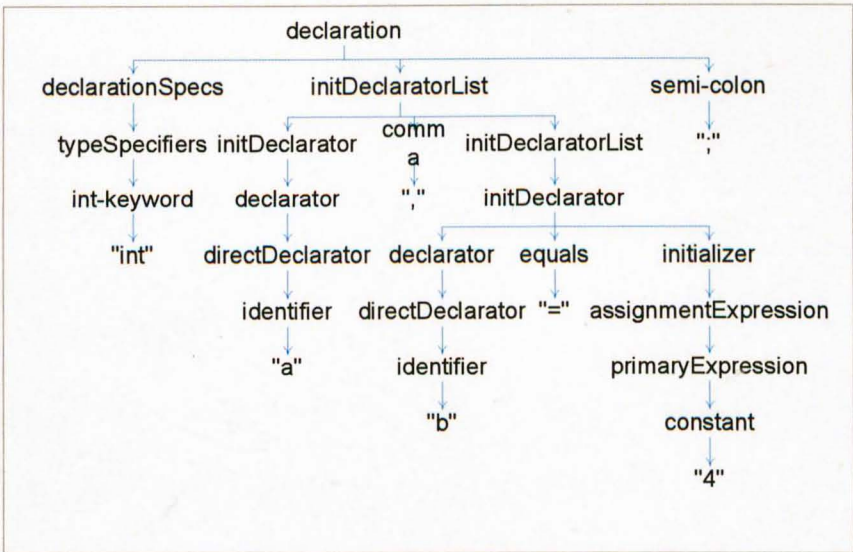 declaration
declarationSpecs initDeclaratorList semi-colon
typeSpecifiers initDeclarator comm
a initDeclaratorList ";"
int-keyword declarator "," initDeclarator
"int" directDeclarator declarator equals initializer
identifier directDeclarator "=" assignmentExpression
"a" identifier primaryExpression
"b" constant
"4"